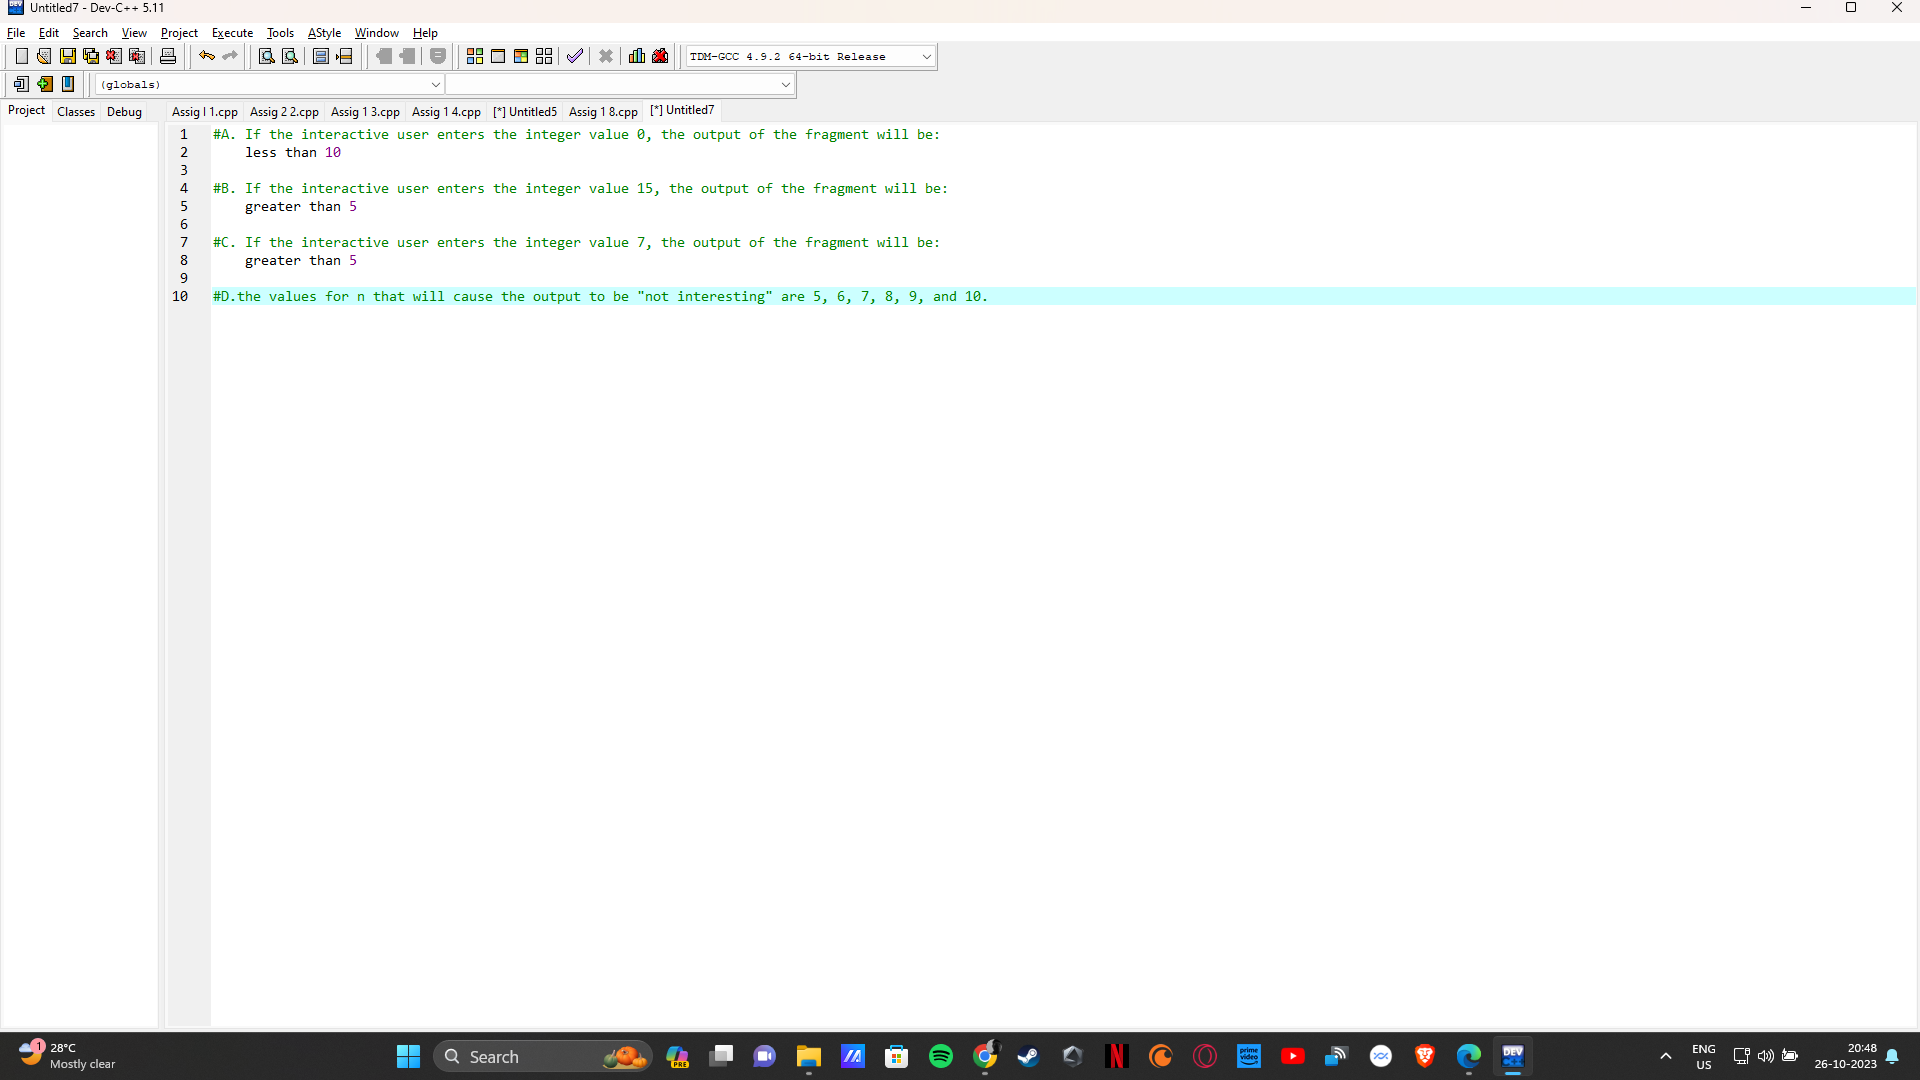 Untitled7 - Dev-C++ 5.11
File Edit Search View Project Execute Tools AStyle Window Help
TDM-GCC 4.9.2 64-bit Release
(globals)
Project Classes Debug
Assig l 1.cpp Assig 2 2.cpp Assig 1 3.cpp Assig 1 4.cpp [*] Untitled5 Assig 1 8.cpp [*] Untitled7
1 #A. If the interactive user enters the integer value 0, the output of the fragment will be:
2 less than 10
3
4 #B. If the interactive user enters the integer value 15, the output of the fragment will be:
5 greater than 5
6
7 #C. If the interactive user enters the integer value 7, the output of the fragment will be:
8 greater than 5
9
10 #D.the values for n that will cause the output to be "not interesting" are 5, 6, 7, 8, 9, and 10.
1 28°C
Mostly clear
Search
PRE
prime video
DEV
ENG
US
20:48
26-10-2023